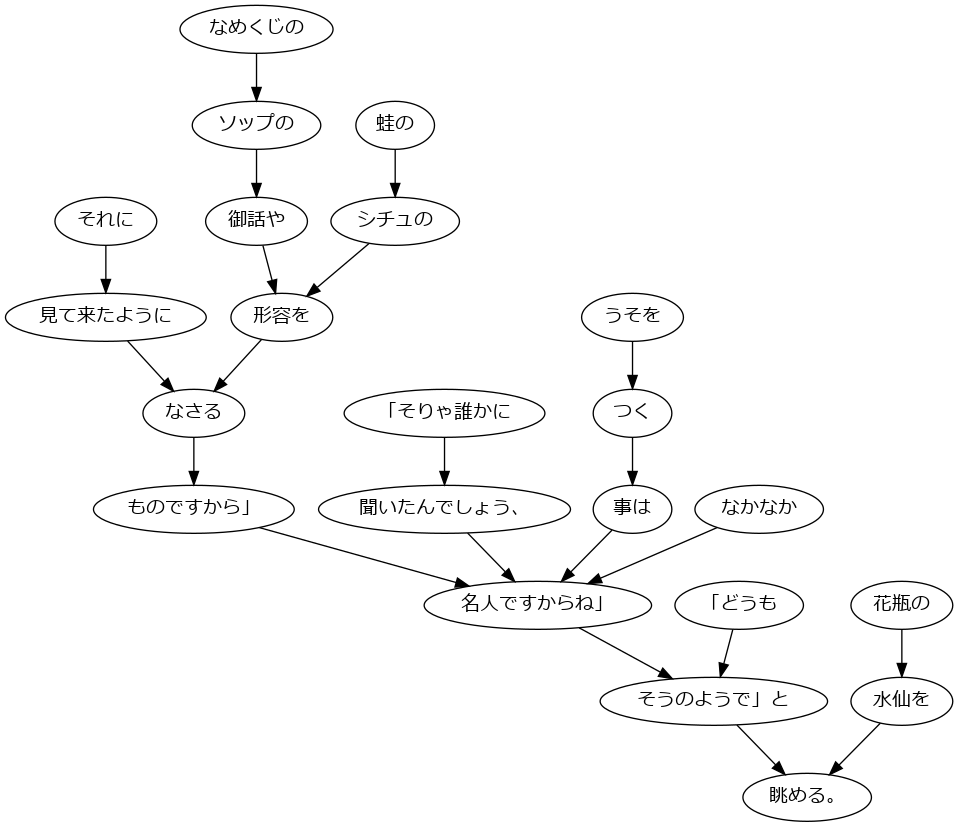 なめくじの
ソップの
蛙の
それに
御話や
シチュの
見て来たように
形容を
うそを
なさる
「そりゃ誰かに
つく
ものですから」
聞いたんでしょう、
事は
なかなか
名人ですからね」
「どうも
花瓶の
そうのようで」と
水仙を
眺める。